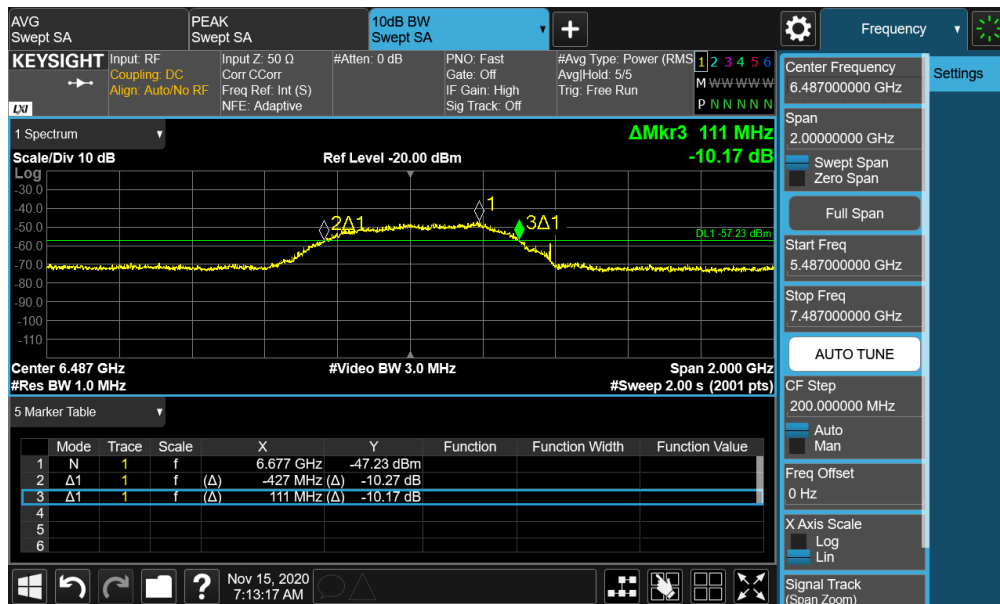 AVG
Swept SA
PEAK
Swept SA
10dB BW
Swept SA
Frequency
KEYSIGHT
LXI
Input: RF
Coupling: DC
Align: Auto/No RF
Input Z: 50 Ω
Corr CCorr
Freq Ref: Int (S)
NFE: Adaptive
#Atten: 0 dB
PNO: Fast
Gate: Off
IF Gain: High
Sig Track: Off
#Avg Type: Power (RMS
Avg|Hold: 5/5
Trig: Free Run
1 2 3 4 5 6
M W W W W W
P N N N N N
1 Spectrum
ΔMkr3 111 MHz
-10.17 dB
Scale/Div 10 dB
Ref Level -20.00 dBm
Log
-30.0
-40.0
-50.0
-60.0
-70.0
-80.0
-90.0
-100
-110
2Δ1
1
3Δ1
DL1 -57.23 dBm
Center 6.487 GHz
#Video BW 3.0 MHz
Span 2.000 GHz
#Res BW 1.0 MHz
#Sweep 2.00 s (2001 pts)
5 Marker Table
Mode Trace Scale X Y Function Function Width Function Value
1 N 1 f 6.677 GHz -47.23 dBm
2 Δ1 1 f (Δ) -427 MHz (Δ) -10.27 dB
3 Δ1 1 f (Δ) 111 MHz (Δ) -10.17 dB
4
5
6
Center Frequency
6.487000000 GHz
Span
2.00000000 GHz
Swept Span
Zero Span
Full Span
Start Freq
5.487000000 GHz
Stop Freq
7.487000000 GHz
AUTO TUNE
CF Step
200.000000 MHz
Auto
Man
Freq Offset
0 Hz
X Axis Scale
Log
Lin
Signal Track
(Span Zoom)
Settings
?
Nov 15, 2020
7:13:17 AM